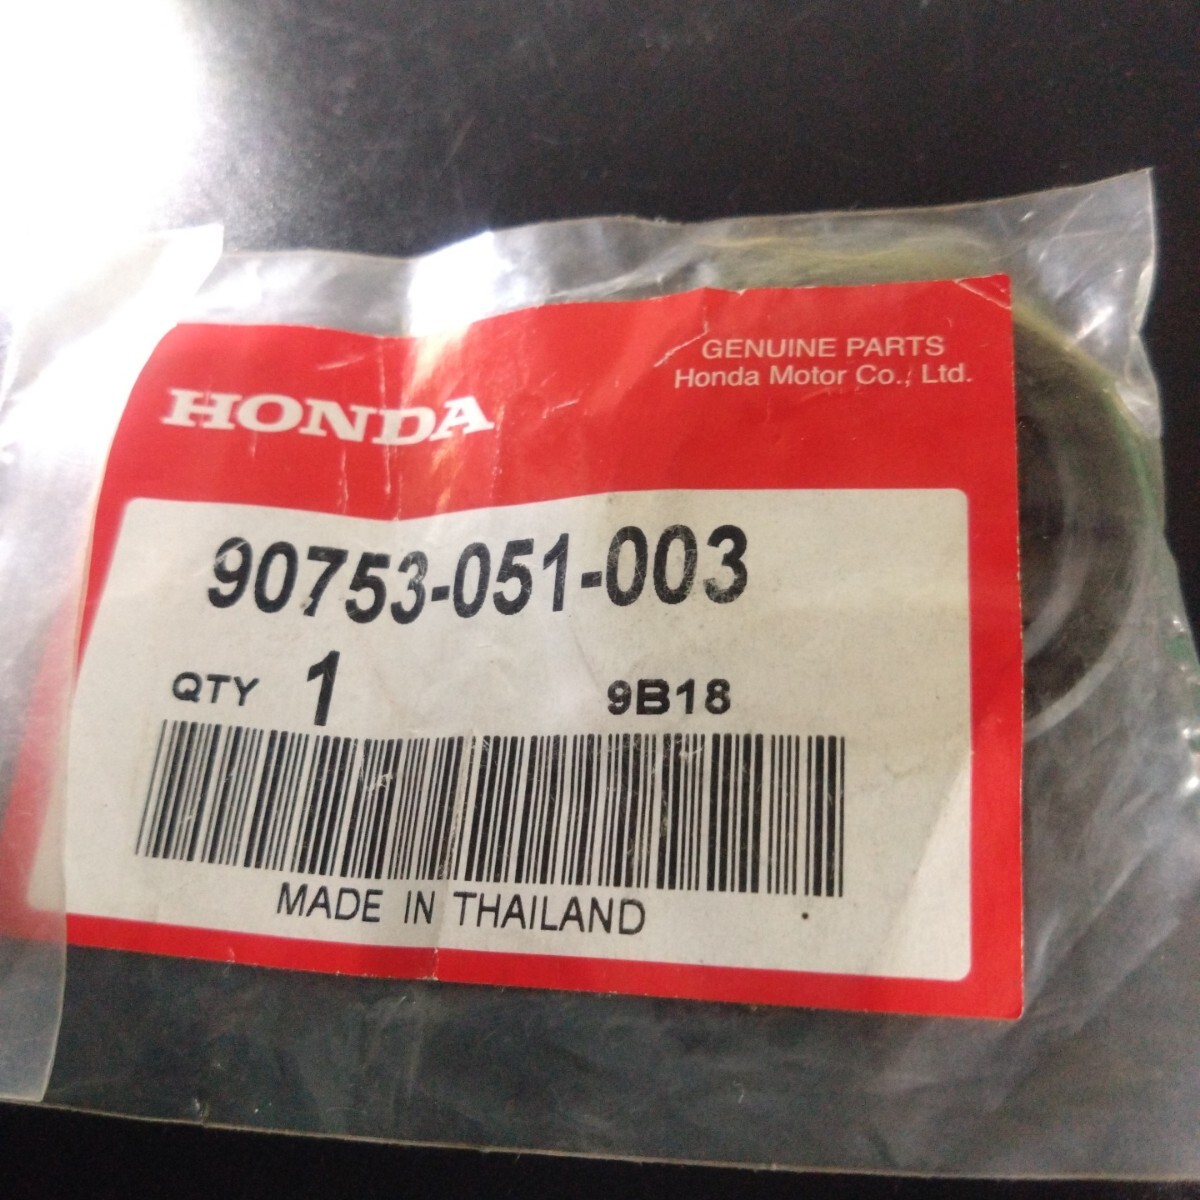 HONDA
GENUINE PARTS
Honda Motor Co., Ltd.
90753-051-003
QTY 1 9B18
MADE IN THAILAND